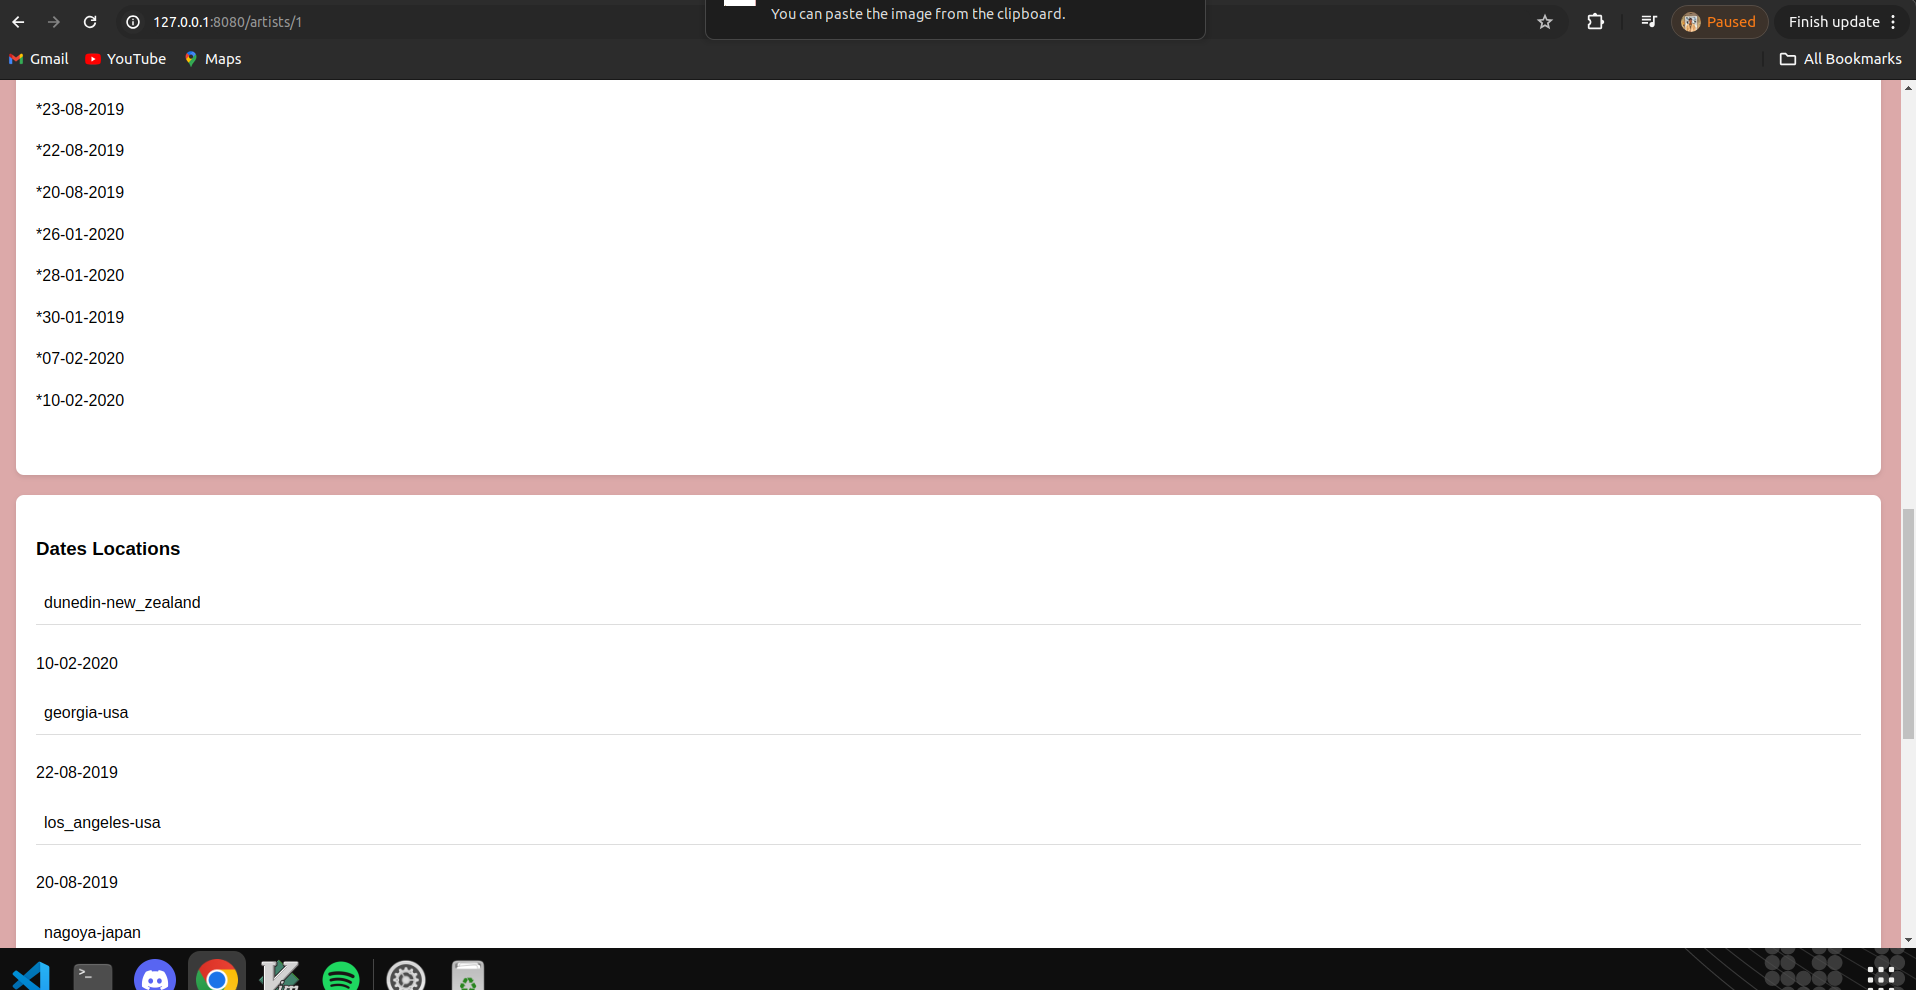 127.0.0.1:8080/artists/1
You can paste the image from the clipboard.
Paused
Finish update
Gmail
YouTube
Maps
All Bookmarks
*23-08-2019
*22-08-2019
*20-08-2019
*26-01-2020
*28-01-2020
*30-01-2019
*07-02-2020
*10-02-2020
Dates Locations
dunedin-new_zealand
10-02-2020
georgia-usa
22-08-2019
los_angeles-usa
20-08-2019
nagoya-japan